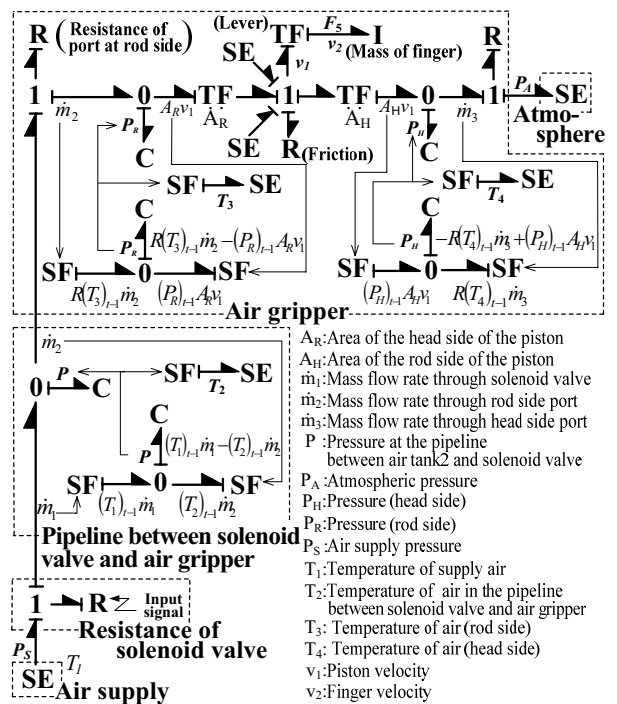 R (Resistance of
port at rod side)
(Lever)
TF F5 I
v2 (Mass of finger)
SE
v1
R
1 ṁ2 0 ARv1 TF 1 TF AHv1 0 ṁ3 1 PA SE
ȦR ȦH
Atmo-
sphere
PR
C
SE
R (Friction)
PH
C
SF T3 SE
SF T4 SE
C
PR R(T3)t-1ṁ2−(PR)t-1ARv1
C
PH −R(T4)t-1ṁ3+(PH)t-1AHv1
SF 0 SF
R(T3)t-1ṁ2 (PR)t-1ARv1
SF 0 SF
(PH)t-1AHv1 R(T4)t-1ṁ3
Air gripper
ṁ2
0 P C
SF T2 SE
C
P (T1)t-1ṁ1−(T2)t-1ṁ2
SF 0 SF
ṁ1 (T1)t-1ṁ1 (T2)t-1ṁ2
Pipeline between solenoid
valve and air gripper
1 R Input
signal
Resistance of
solenoid valve
PS
SE T1
Air supply
AR:Area of the head side of the piston
AH:Area of the rod side of the piston
ṁ1:Mass flow rate through solenoid valve
ṁ2:Mass flow rate through rod side port
ṁ3:Mass flow rate through head side port
P :Pressure at the pipeline
between air tank2 and solenoid valve
PA:Atmospheric pressure
PH:Pressure (head side)
PR:Pressure (rod side)
PS:Air supply pressure
T1:Temperature of supply air
T2:Temperature of air in the pipeline
between solenoid valve and air gripper
T3: Temperature of air (rod side)
T4: Temperature of air (head side)
v1:Piston velocity
v2:Finger velocity